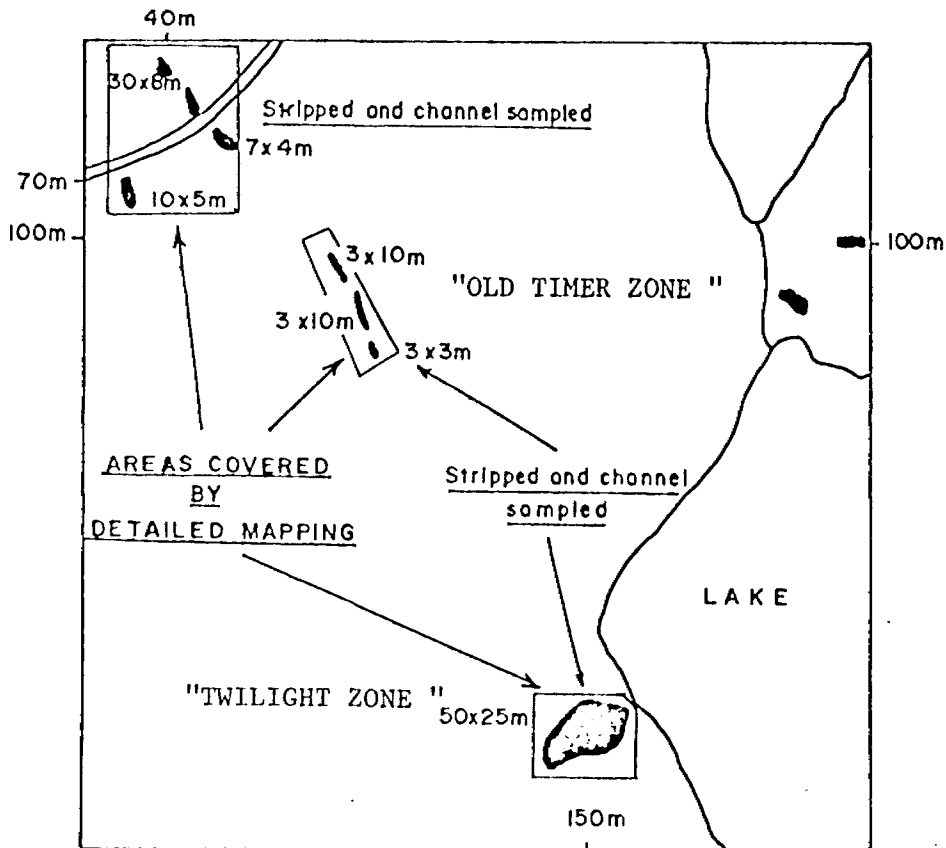 40m
30x8m
Stripped and channel sampled
7x4m
70m
10x5m
100m
100m
3x10m
"OLD TIMER ZONE "
3x10m
3x3m
AREAS COVERED
BY
DETAILED MAPPING
Stripped and channel
sampled
LAKE
"TWILIGHT ZONE "
50x25m
150m